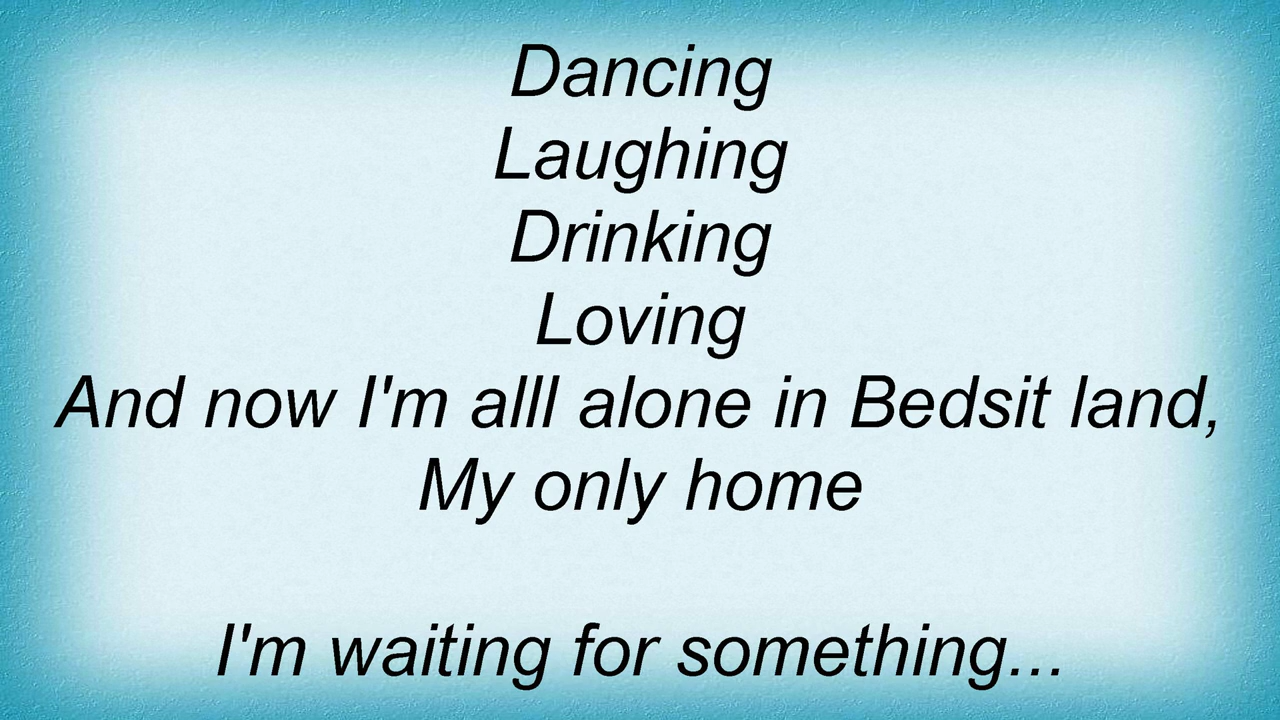 Dancing
Laughing
Drinking
Loving
And now I'm alll alone in Bedsit land,
My only home
I'm waiting for something...